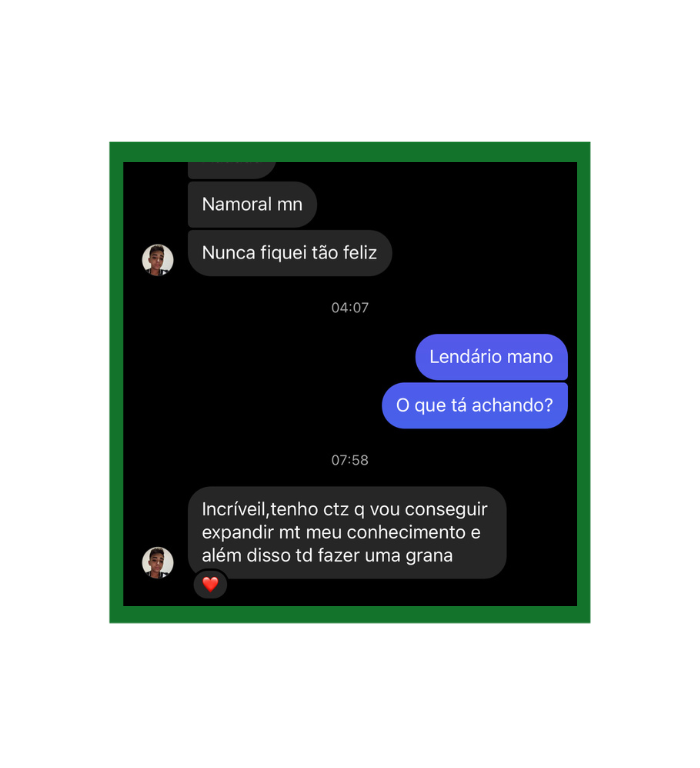 Namoral mn
Nunca fiquei tão feliz
04:07
Lendário mano
O que tá achando?
07:58
Incríveil,tenho ctz q vou conseguir
expandir mt meu conhecimento e
além disso td fazer uma grana